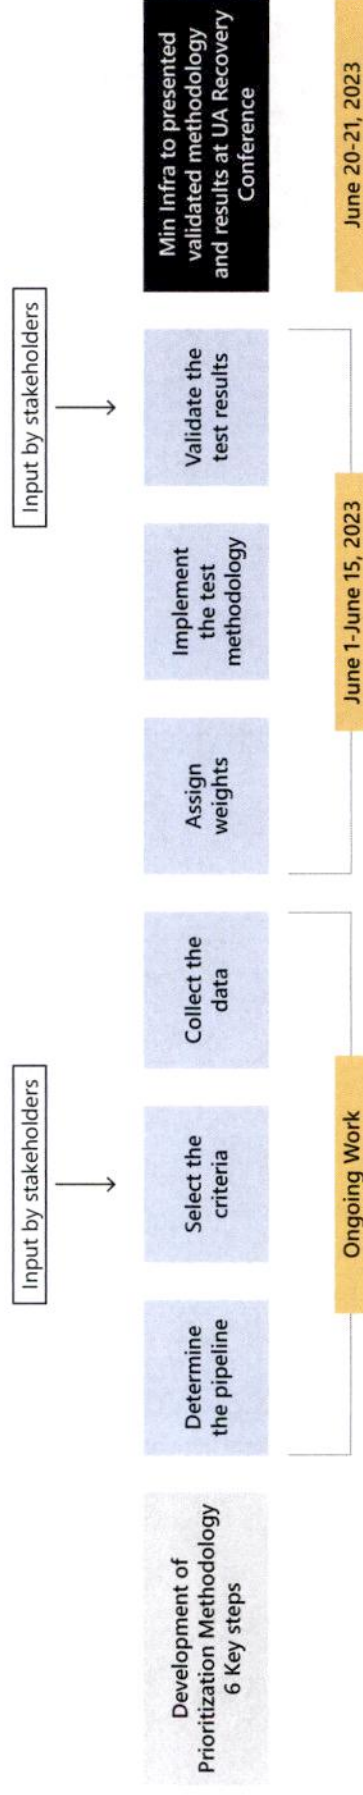 Input by stakeholders
Input by stakeholders
Development of
Prioritization Methodology
6 Key steps
Determine
the pipeline
Select the
criteria
Collect the
data
Assign
weights
Implement
the test
methodology
Validate the
test results
Min Infra to presented
validated methodology
and results at UA Recovery
Conference
Ongoing Work
June 1-June 15, 2023
June 20-21, 2023